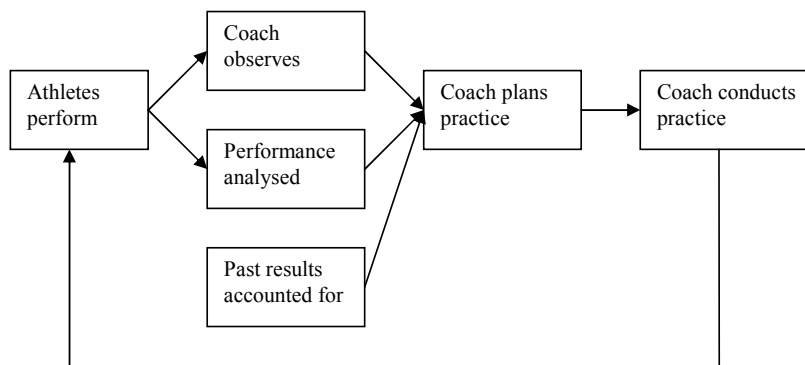 Athletes
perform
Coach
observes
Performance
analysed
Past results
accounted for
Coach plans
practice
Coach conducts
practice